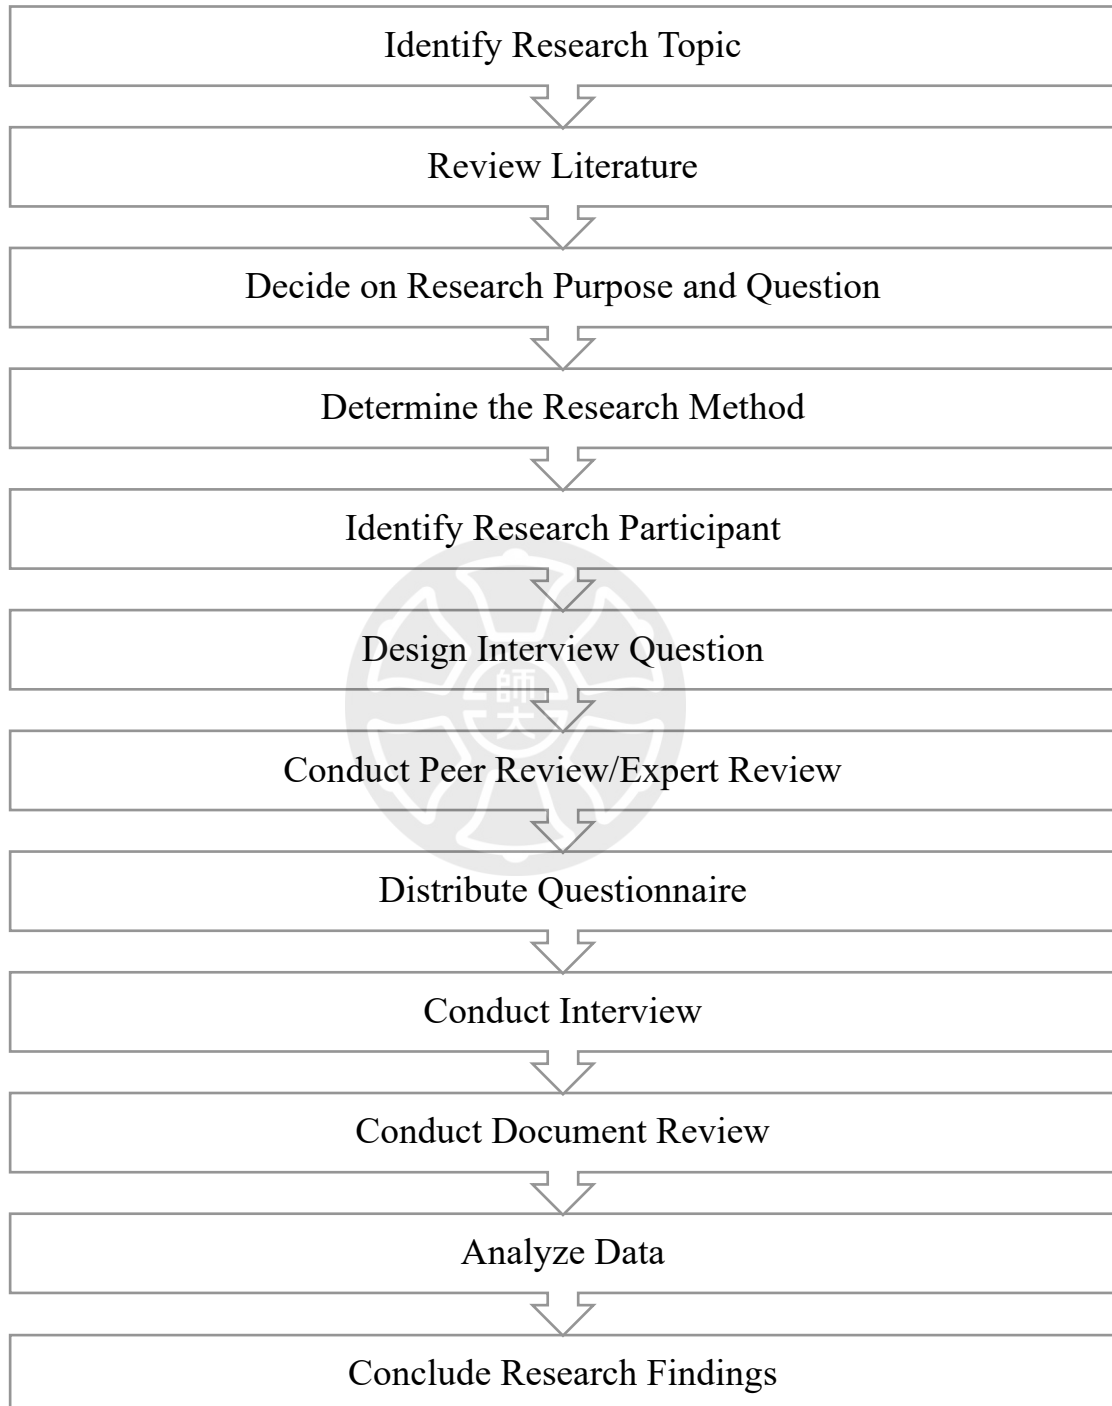 Identify Research Topic
Review Literature
Decide on Research Purpose and Question
Determine the Research Method
Identify Research Participant
Design Interview Question
師大
Conduct Peer Review/Expert Review
Distribute Questionnaire
Conduct Interview
Conduct Document Review
Analyze Data
Conclude Research Findings